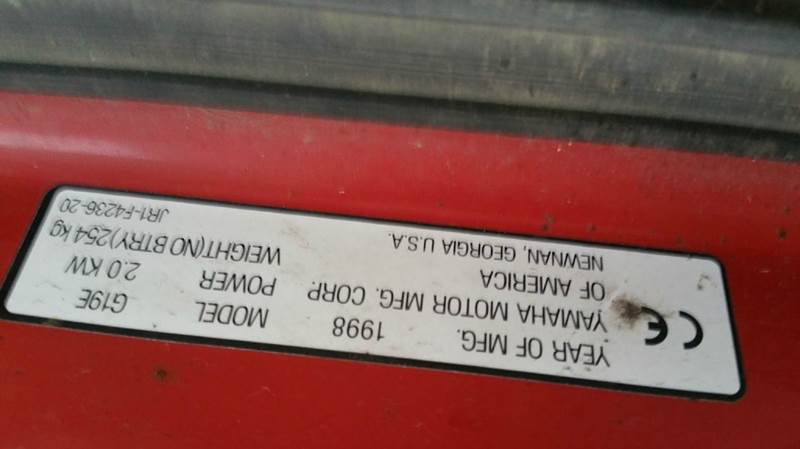 CE YEAR OF MFG. 1998 MODEL G19E
YAMAHA MOTOR MFG. CORP. POWER 2.0 KW
OF AMERICA WEIGHT(NO BTRY)254 kg
NEWNAN, GEORGIA U.S.A. JR1-F4236-20